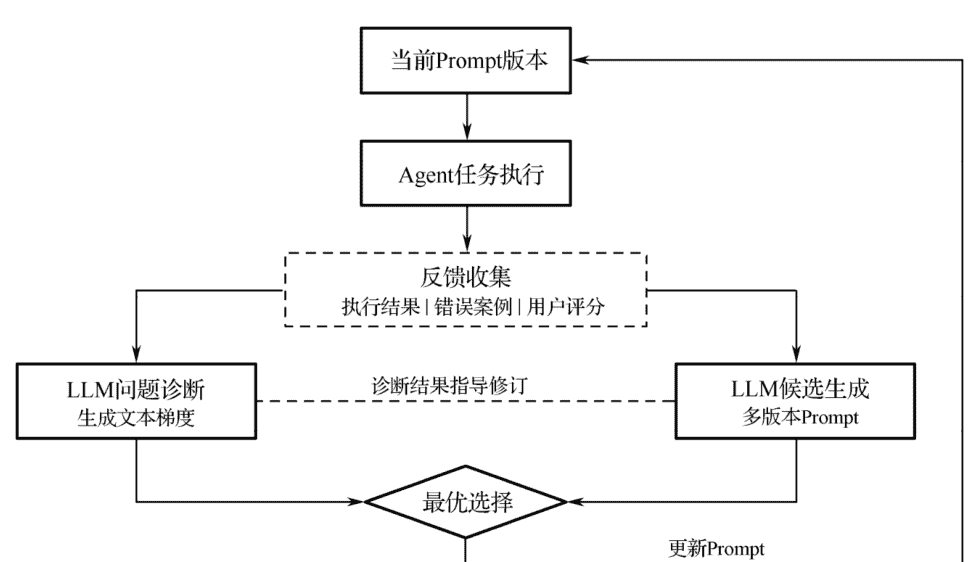 当前Prompt版本
Agent任务执行
反馈收集
执行结果 | 错误案例 | 用户评分
LLM问题诊断
生成文本梯度
诊断结果指导修订
LLM候选生成
多版本Prompt
最优选择
更新Prompt